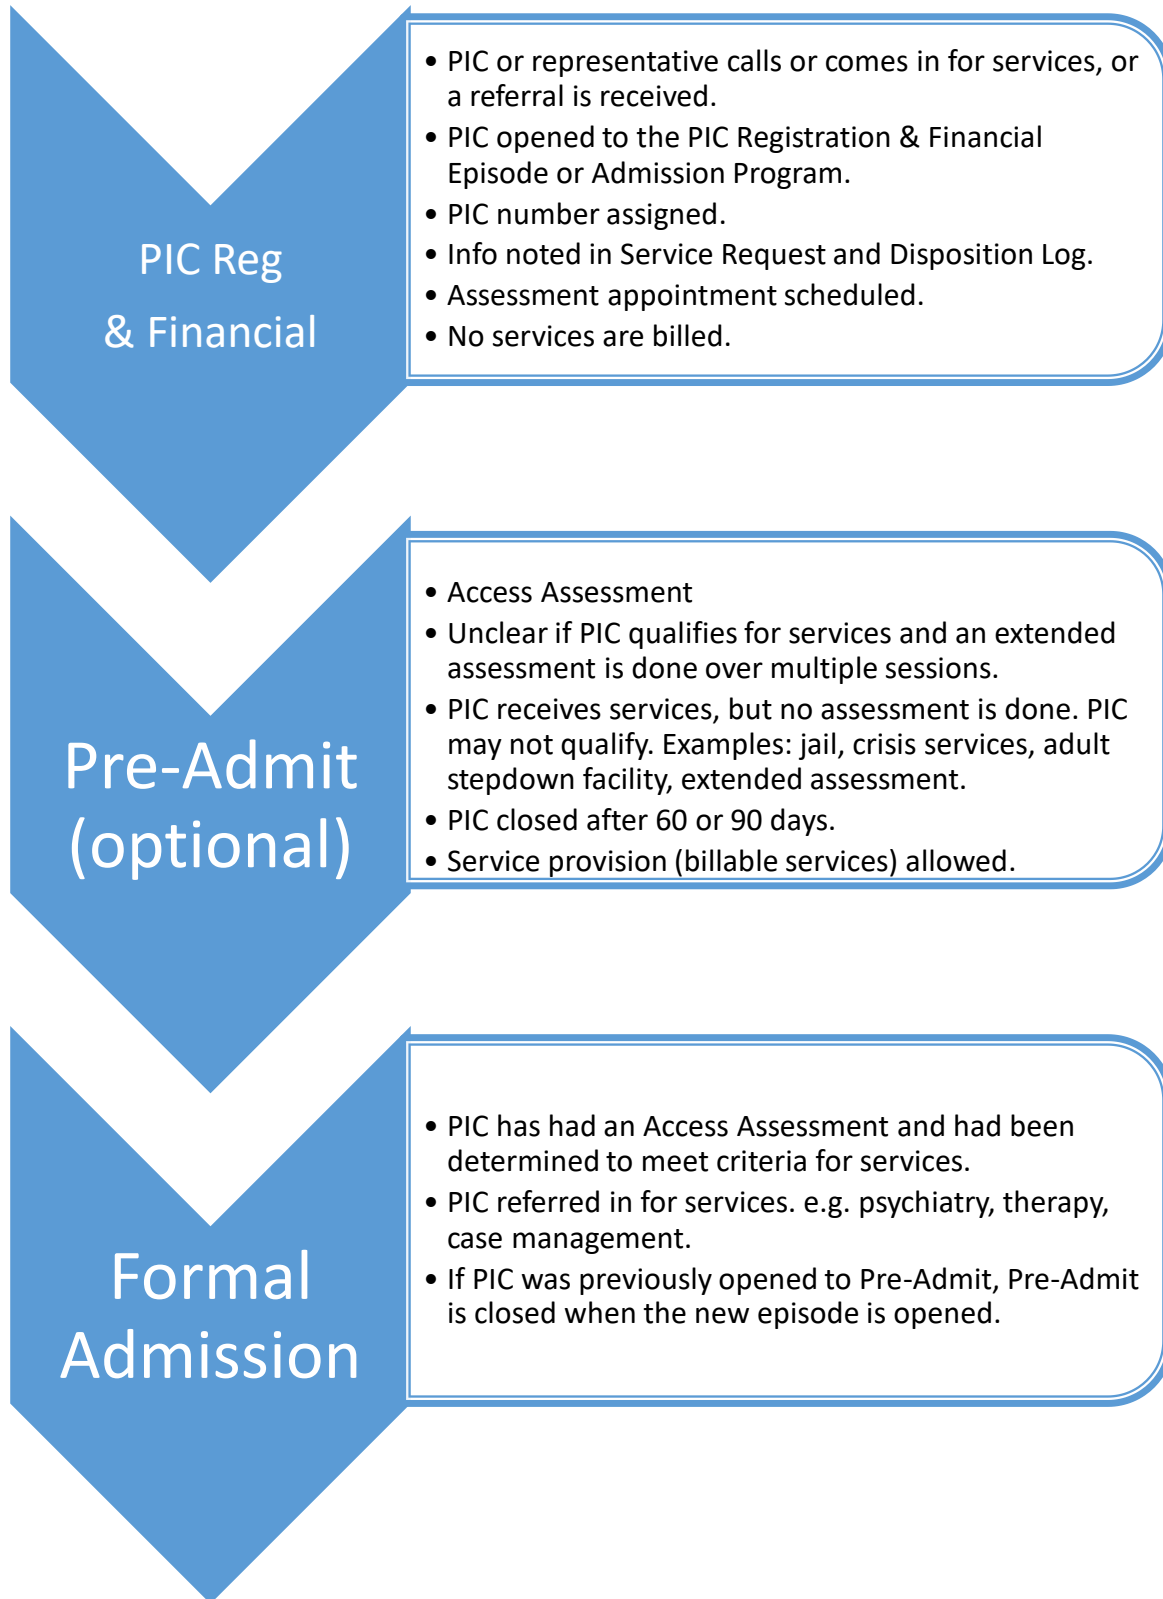 PIC Reg
& Financial
• PIC or representative calls or comes in for services, or
a referral is received.
• PIC opened to the PIC Registration & Financial
Episode or Admission Program.
• PIC number assigned.
• Info noted in Service Request and Disposition Log.
• Assessment appointment scheduled.
• No services are billed.
Pre-Admit
(optional)
• Access Assessment
• Unclear if PIC qualifies for services and an extended
assessment is done over multiple sessions.
• PIC receives services, but no assessment is done. PIC
may not qualify. Examples: jail, crisis services, adult
stepdown facility, extended assessment.
• PIC closed after 60 or 90 days.
• Service provision (billable services) allowed.
Formal
Admission
• PIC has had an Access Assessment and had been
determined to meet criteria for services.
• PIC referred in for services. e.g. psychiatry, therapy,
case management.
• If PIC was previously opened to Pre-Admit, Pre-Admit
is closed when the new episode is opened.